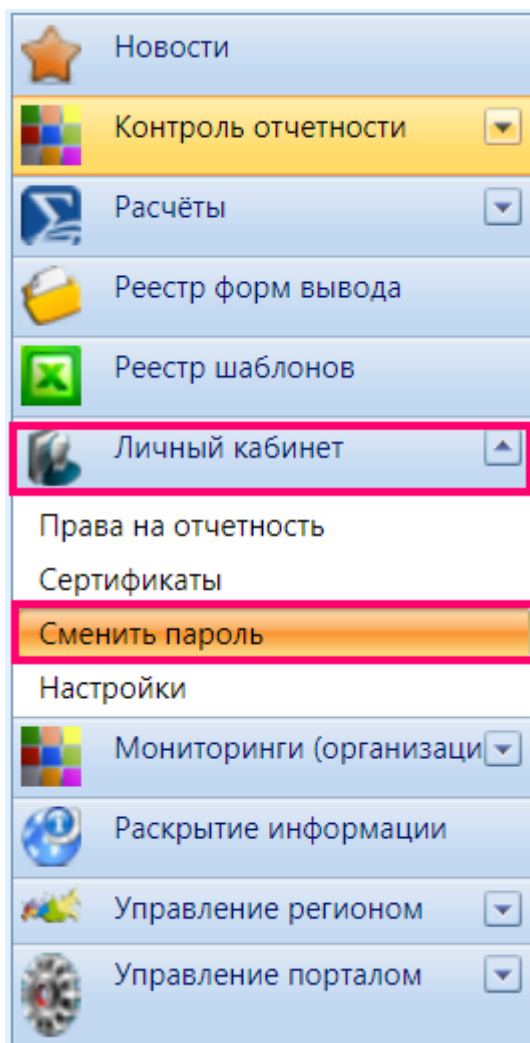 Новости
Контроль отчетности
Расчёты
Реестр форм вывода
Реестр шаблонов
Личный кабинет
Права на отчетность
Сертификаты
Сменить пароль
Настройки
Мониторинги (организаци
Раскрытие информации
Управление регионом
Управление порталом